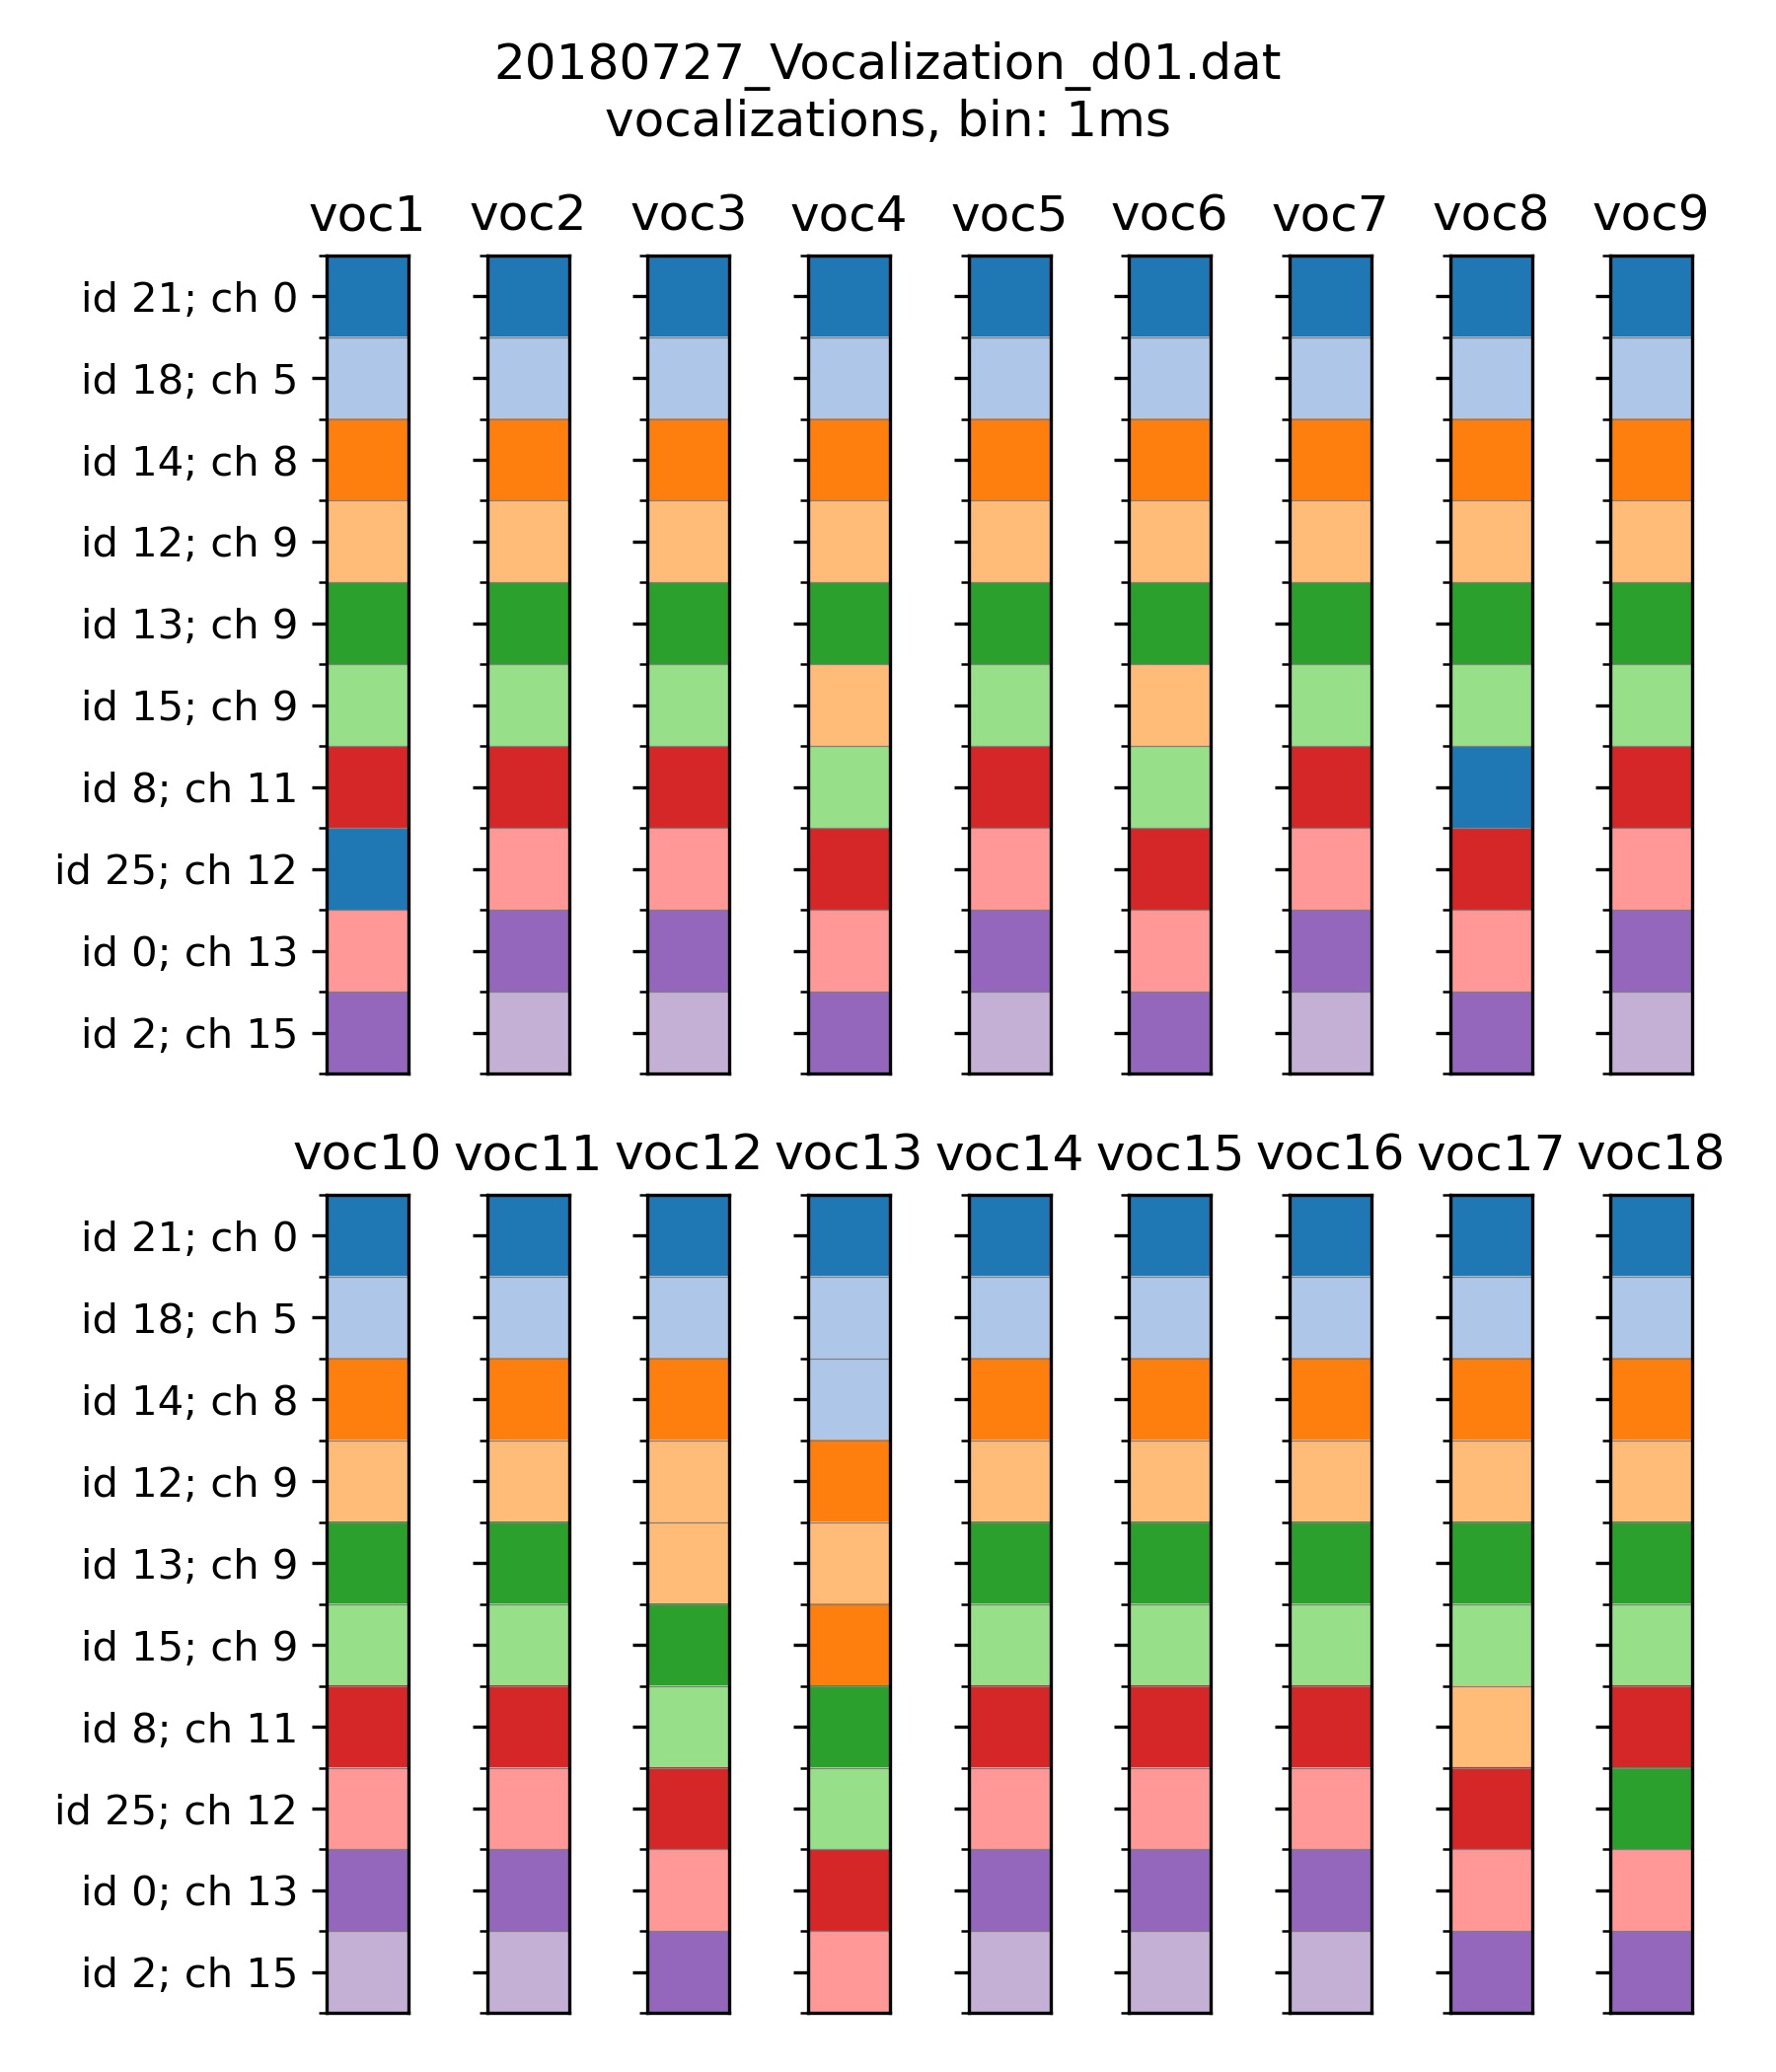 20180727_Vocalization_d01.dat
vocalizations, bin: 1ms
voc1 voc2 voc3 voc4 voc5 voc6 voc7 voc8 voc9
id 21; ch 0
id 18; ch 5
id 14; ch 8
id 12; ch 9
id 13; ch 9
id 15; ch 9
id 8; ch 11
id 25; ch 12
id 0; ch 13
id 2; ch 15
voc10 voc11 voc12 voc13 voc14 voc15 voc16 voc17 voc18
id 21; ch 0
id 18; ch 5
id 14; ch 8
id 12; ch 9
id 13; ch 9
id 15; ch 9
id 8; ch 11
id 25; ch 12
id 0; ch 13
id 2; ch 15